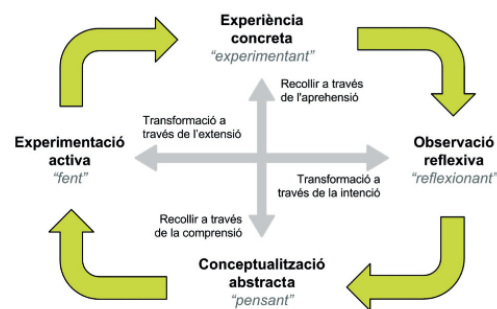 Experiència
concreta
"experimentant"
Recollir a través
de l'aprehensió
Transformació a
través de l'extensió
Experimentació
activa
"fent"
Observació
reflexiva
"reflexionant"
Transformació a
través de la intenció
Recollir a través
de la comprensió
Conceptualització
abstracta
"pensant"